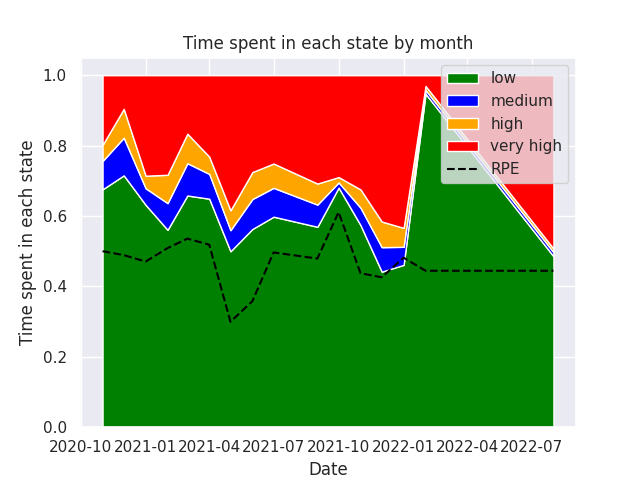 Time spent in each state by month
1.0
0.8
0.6
0.4
0.2
0.0
Time spent in each state
low
medium
high
very high
RPE
2020-10 2021-01 2021-04 2021-07 2021-10 2022-01 2022-04 2022-07
Date